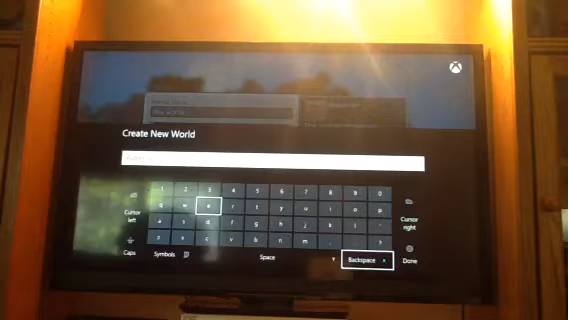 Create New World
1 2 3 4 5 6 7 8 9 0
q w e r t y u i o p
a s d f g h j k l
z x c v b n m . ?
Cursor left
Cursor right
Caps
Symbols
Space
Backspace x
Done